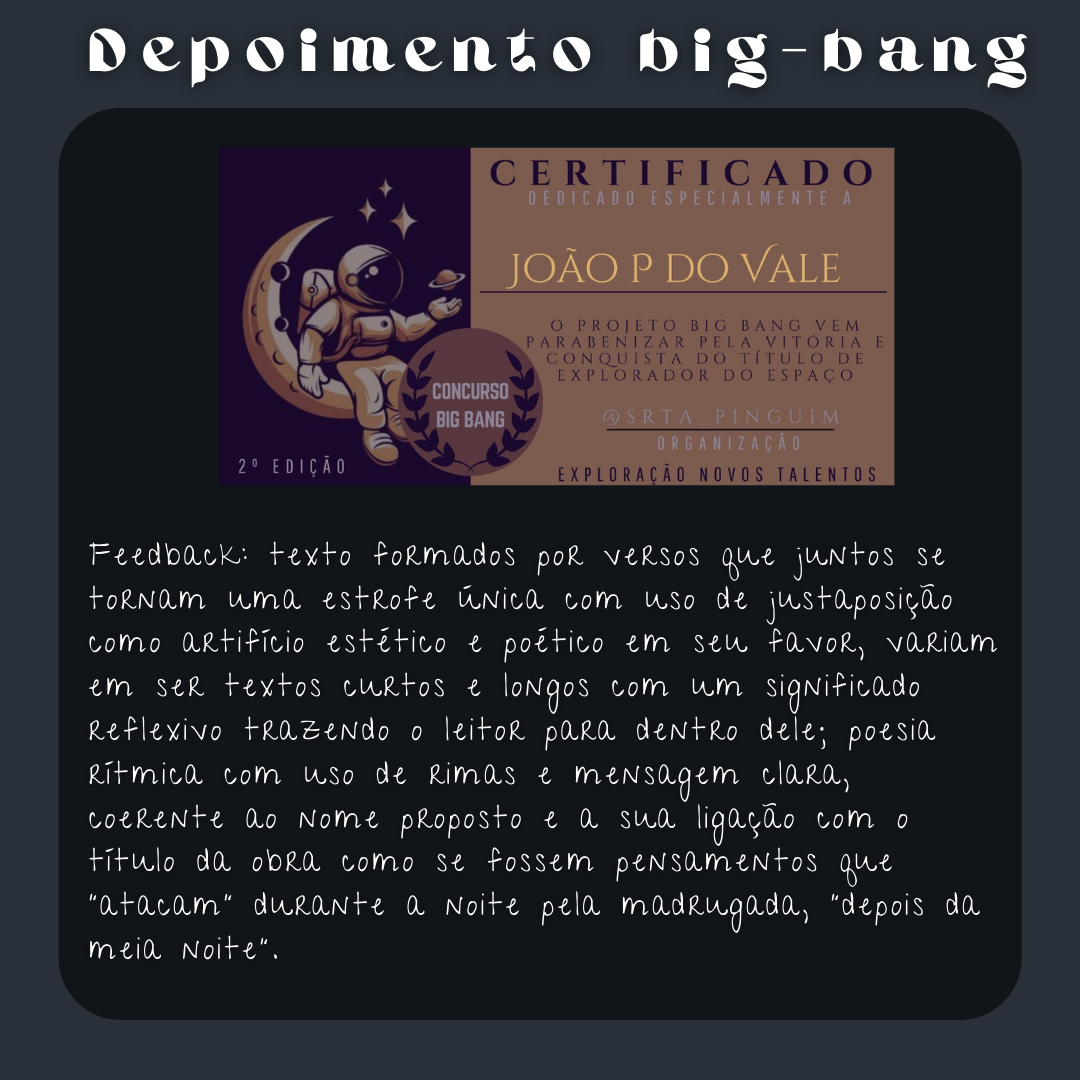 Depoimento big-bang
CERTIFICADO
DEDICADO ESPECIALMENTE A
JOÃO P DO VALE
O PROJETO BIG BANG VEM
PARABENIZAR PELA VITÓRIA E
CONQUISTA DO TÍTULO DE
EXPLORADOR DO ESPAÇO
CONCURSO
BIG BANG
@SRTA_PINGUIM
ORGANIZAÇÃO
2º EDIÇÃO
EXPLORAÇÃO NOVOS TALENTOS
Feedback: texto formados por versos que juntos se
tornam uma estrofe única com uso de justaposição
como artifício estético e poético em seu favor, variam
em ser textos curtos e longos com um significado
reflexivo trazendo o leitor para dentro dele; poesia
rítmica com uso de rimas e mensagem clara,
coerente ao nome proposto e a sua ligação com o
título da obra como se fossem pensamentos que
"atacam" durante a noite pela madrugada, "depois da
meia noite".